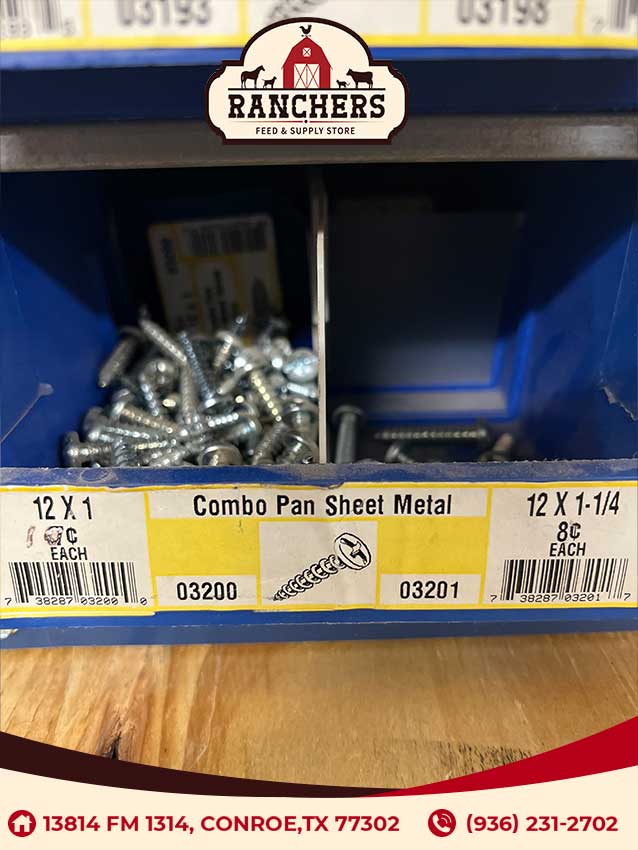 03193
03198
RANCHERS
FEED & SUPPLY STORE
12 X 1
¢
EACH
7 38287 03200 0
Combo Pan Sheet Metal
03200
03201
12 X 1-1/4
8¢
EACH
7 38287 03201 7
13814 FM 1314, CONROE,TX 77302
(936) 231-2702